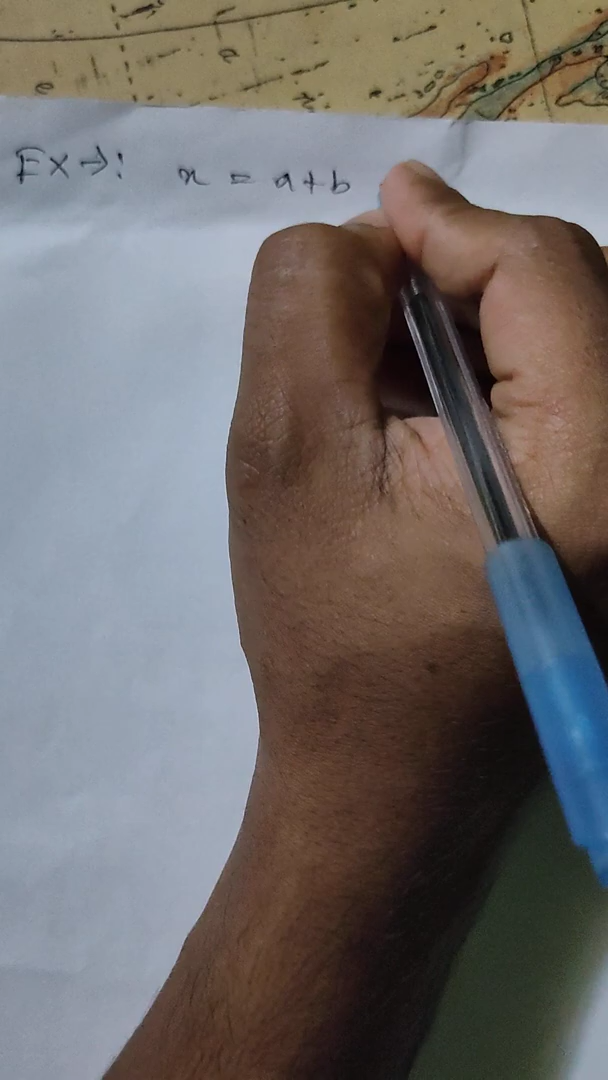 EX →: x = a+b